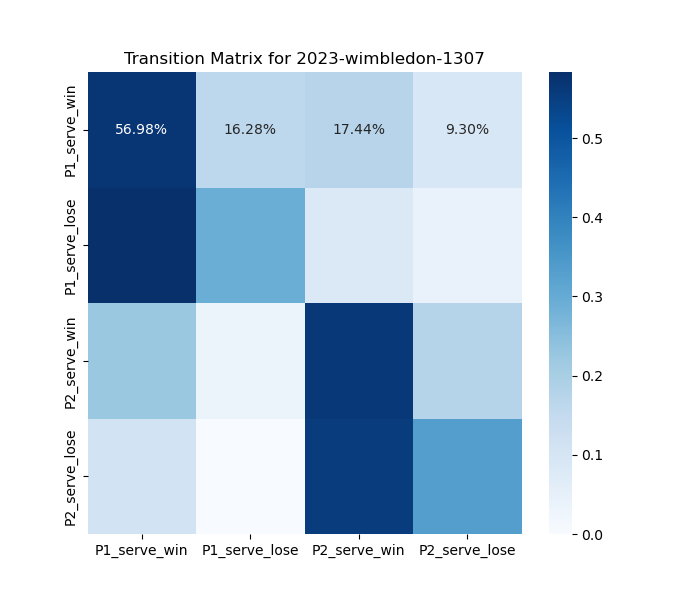 Transition Matrix for 2023-wimbledon-1307
P1_serve_win
56.98%
16.28%
17.44%
9.30%
P1_serve_lose
P2_serve_win
P2_serve_lose
P1_serve_win
P1_serve_lose
P2_serve_win
P2_serve_lose
0.5
0.4
0.3
0.2
0.1
0.0